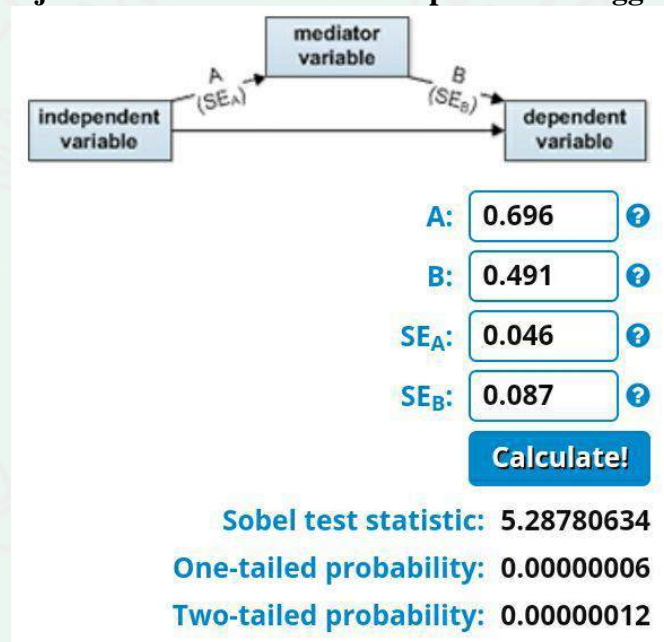 mediator
variable
A
(SEA)
B
(SEB)
independent
variable
dependent
variable
A: 0.696 ?
B: 0.491 ?
SEA: 0.046 ?
SEB: 0.087 ?
Calculate!
Sobel test statistic: 5.28780634
One-tailed probability: 0.00000006
Two-tailed probability: 0.00000012